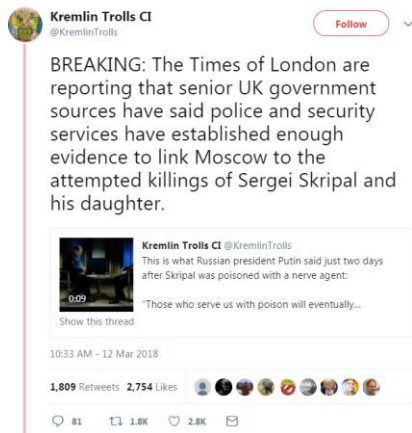 Kremlin Trolls CI
@KremlinTrolls
Follow
BREAKING: The Times of London are
reporting that senior UK government
sources have said police and security
services have established enough
evidence to link Moscow to the
attempted killings of Sergei Skripal and
his daughter.
Kremlin Trolls CI @KremlinTrolls
This is what Russian president Putin said just two days
after Skripal was poisoned with a nerve agent:
"Those who serve us with poison will eventually...
0:09
Show this thread
10:33 AM - 12 Mar 2018
1,809 Retweets 2,754 Likes
81 1.8K 2.8K